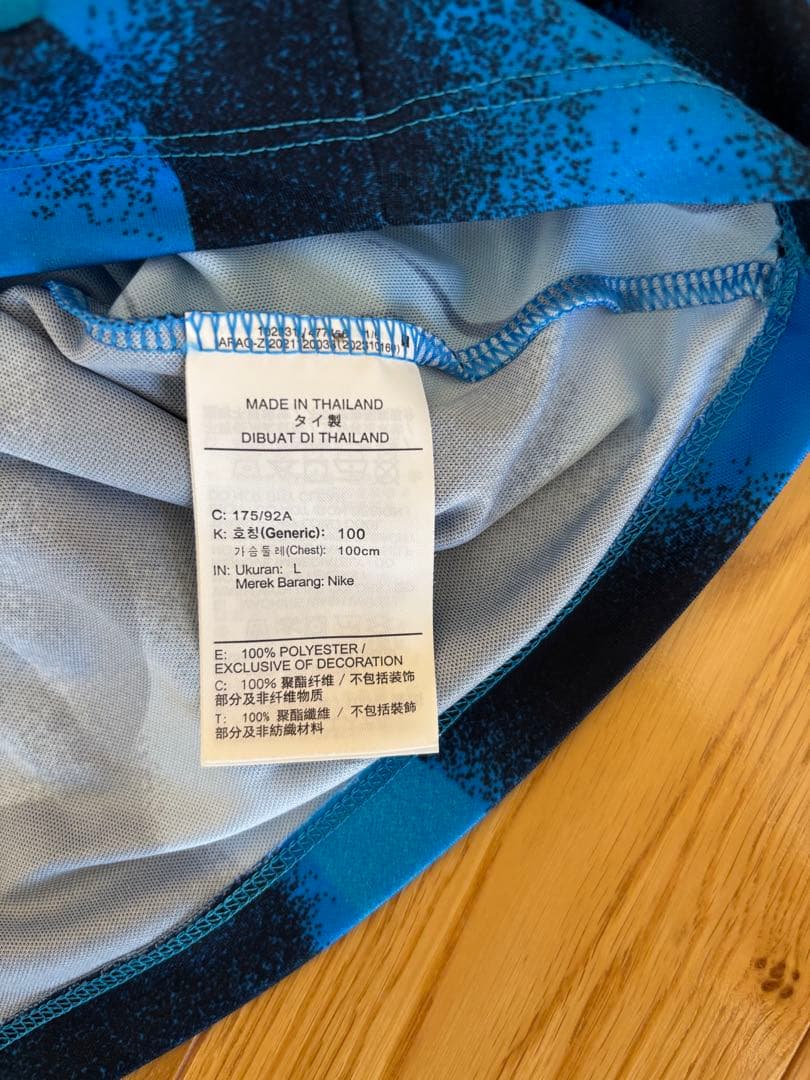 MADE IN THAILAND
タイ製
DIBUAT DI THAILAND
C: 175/92A
K: 호칭(Generic): 100
가슴둘레(Chest): 100cm
IN: Ukuran: L
Merek Barang: Nike
E: 100% POLYESTER /
EXCLUSIVE OF DECORATION
C: 100% 聚酯纤维 / 不包括装饰
部分及非纤维物质
T: 100% 聚酯纖維 / 不包括裝飾
部分及非紡織材料